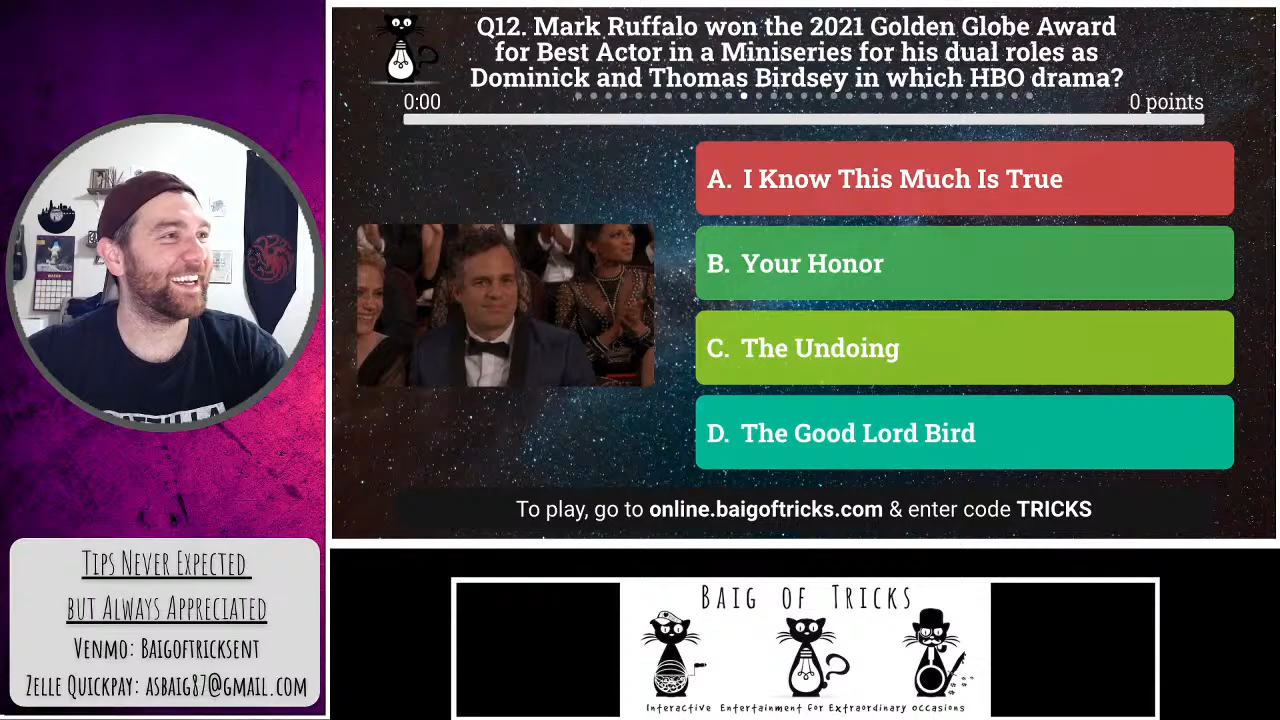 Q12. Mark Ruffalo won the 2021 Golden Globe Award
for Best Actor in a Miniseries for his dual roles as
Dominick and Thomas Birdsey in which HBO drama?
0:00
0 points
A. I Know This Much Is True
B. Your Honor
C. The Undoing
D. The Good Lord Bird
To play, go to online.baigoftricks.com & enter code TRICKS
Tips Never Expected
but Always Appreciated
Venmo: Baigoftricksent
Zelle Quickpay: asbaig87@gmail.com
Baig of Tricks
Interactive Entertainment for Extraordinary Occasions